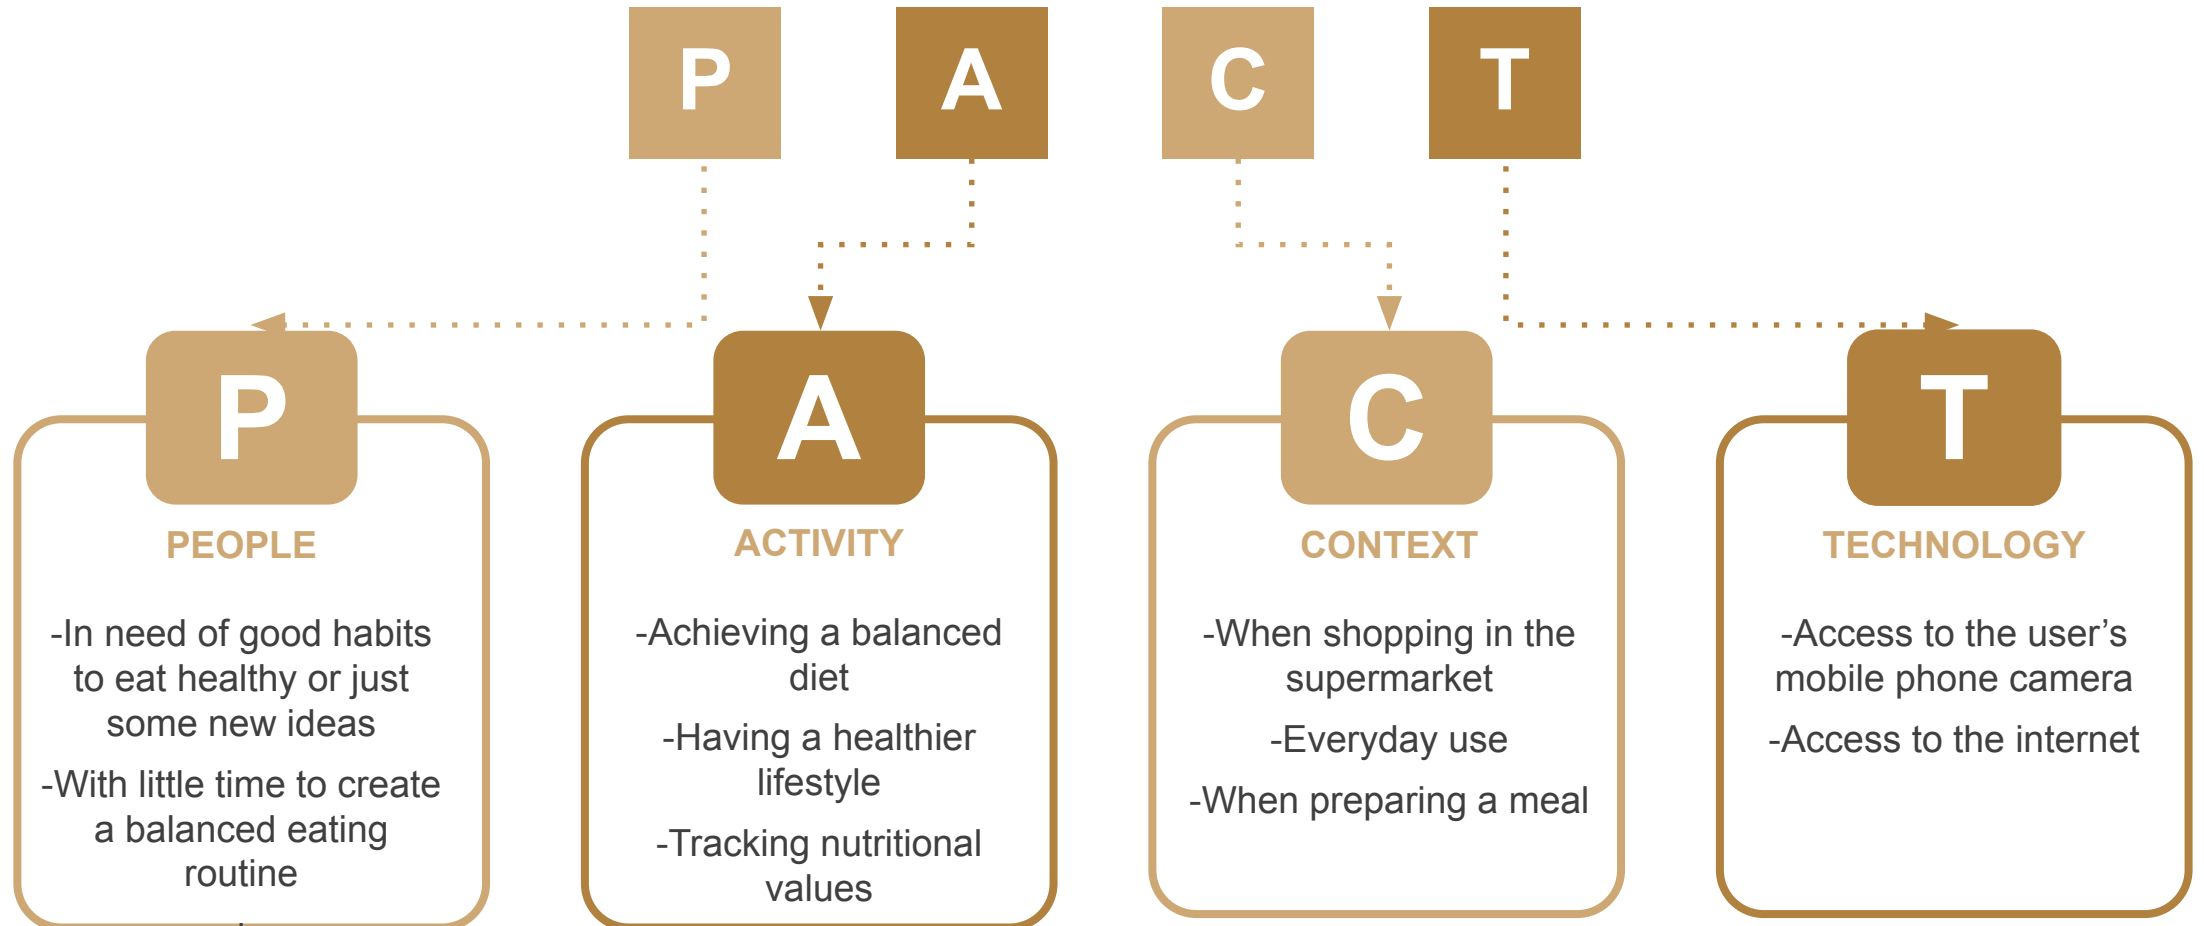 P A C T
P
PEOPLE
-In need of good habits
to eat healthy or just
some new ideas
-With little time to create
a balanced eating
routine
A
ACTIVITY
-Achieving a balanced
diet
-Having a healthier
lifestyle
-Tracking nutritional
values
C
CONTEXT
-When shopping in the
supermarket
-Everyday use
-When preparing a meal
T
TECHNOLOGY
-Access to the user’s
mobile phone camera
-Access to the internet